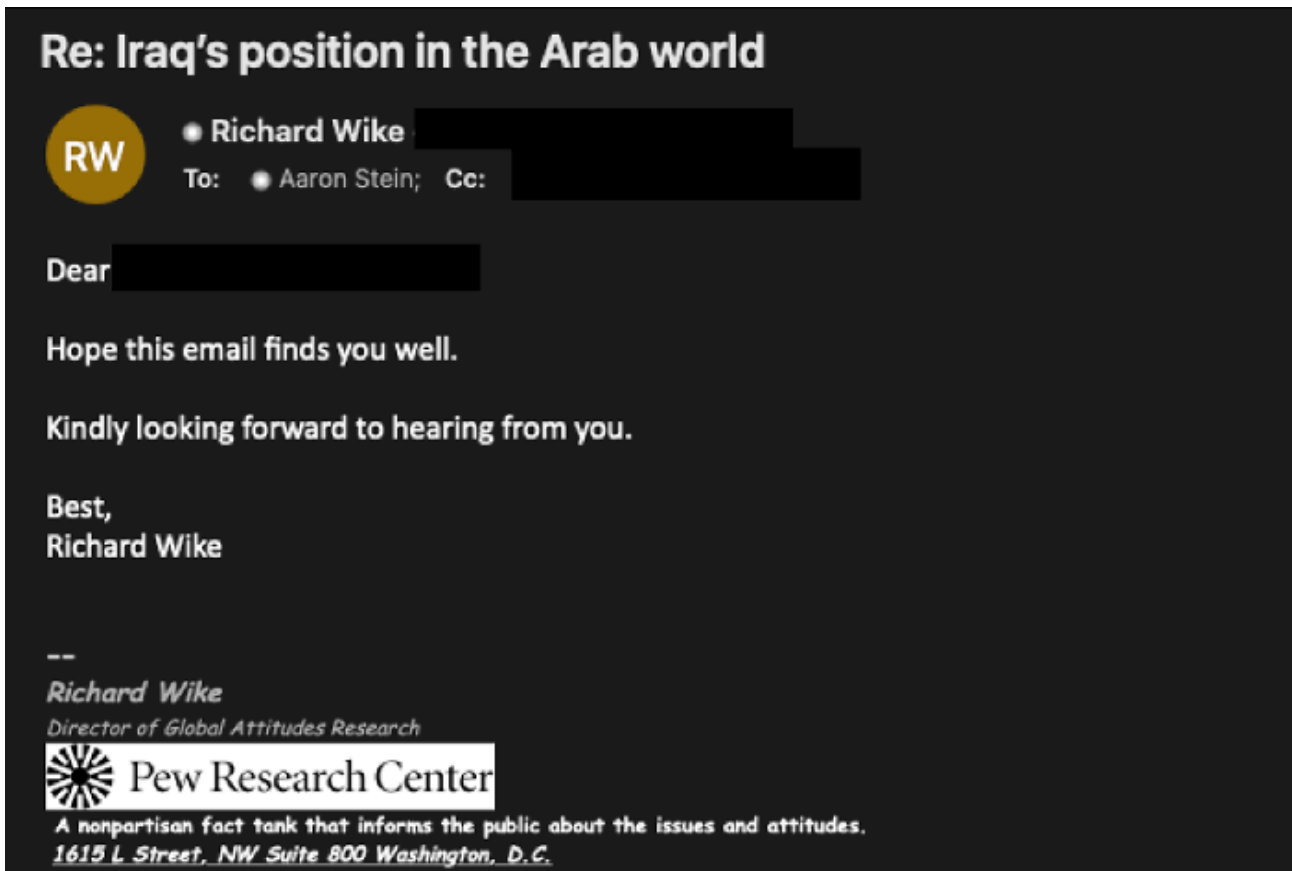 Re: Iraq's position in the Arab world
RW
Richard Wike
To: Aaron Stein; Cc:
Dear
Hope this email finds you well.
Kindly looking forward to hearing from you.
Best,
Richard Wike
--
Richard Wike
Director of Global Attitudes Research
Pew Research Center
A nonpartisan fact tank that informs the public about the issues and attitudes.
1615 L Street, NW Suite 800 Washington, D.C.